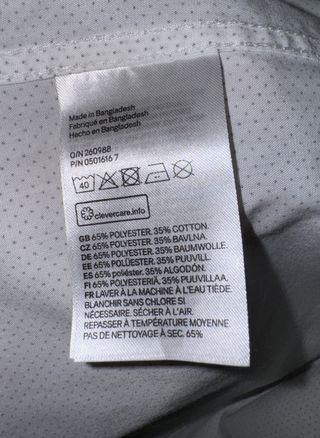 Made in Bangladesh
Fabriqué en Bangladesh
Hecho en Bangladesh
O/N 260988
P/N 0501616 7
40
clevercare.info
GB 65% POLYESTER, 35% COTTON.
CZ 65% POLYESTER, 35% BAVLNA.
DE 65% POLYESTER, 35% BAUMWOLLE.
EE 65% POLÜESTER, 35% PUUVILL.
ES 65% poliéster, 35% ALGODÓN.
FI 65% POLYESTERIÄ, 35% PUUVILLAA.
FR LAVER À LA MACHINE À L'EAU TIÈDE.
BLANCHIR SANS CHLORE SI
NÉCESSAIRE. SÉCHER À L'AIR.
REPASSER À TEMPÉRATURE MOYENNE
PAS DE NETTOYAGE À SEC. 65%